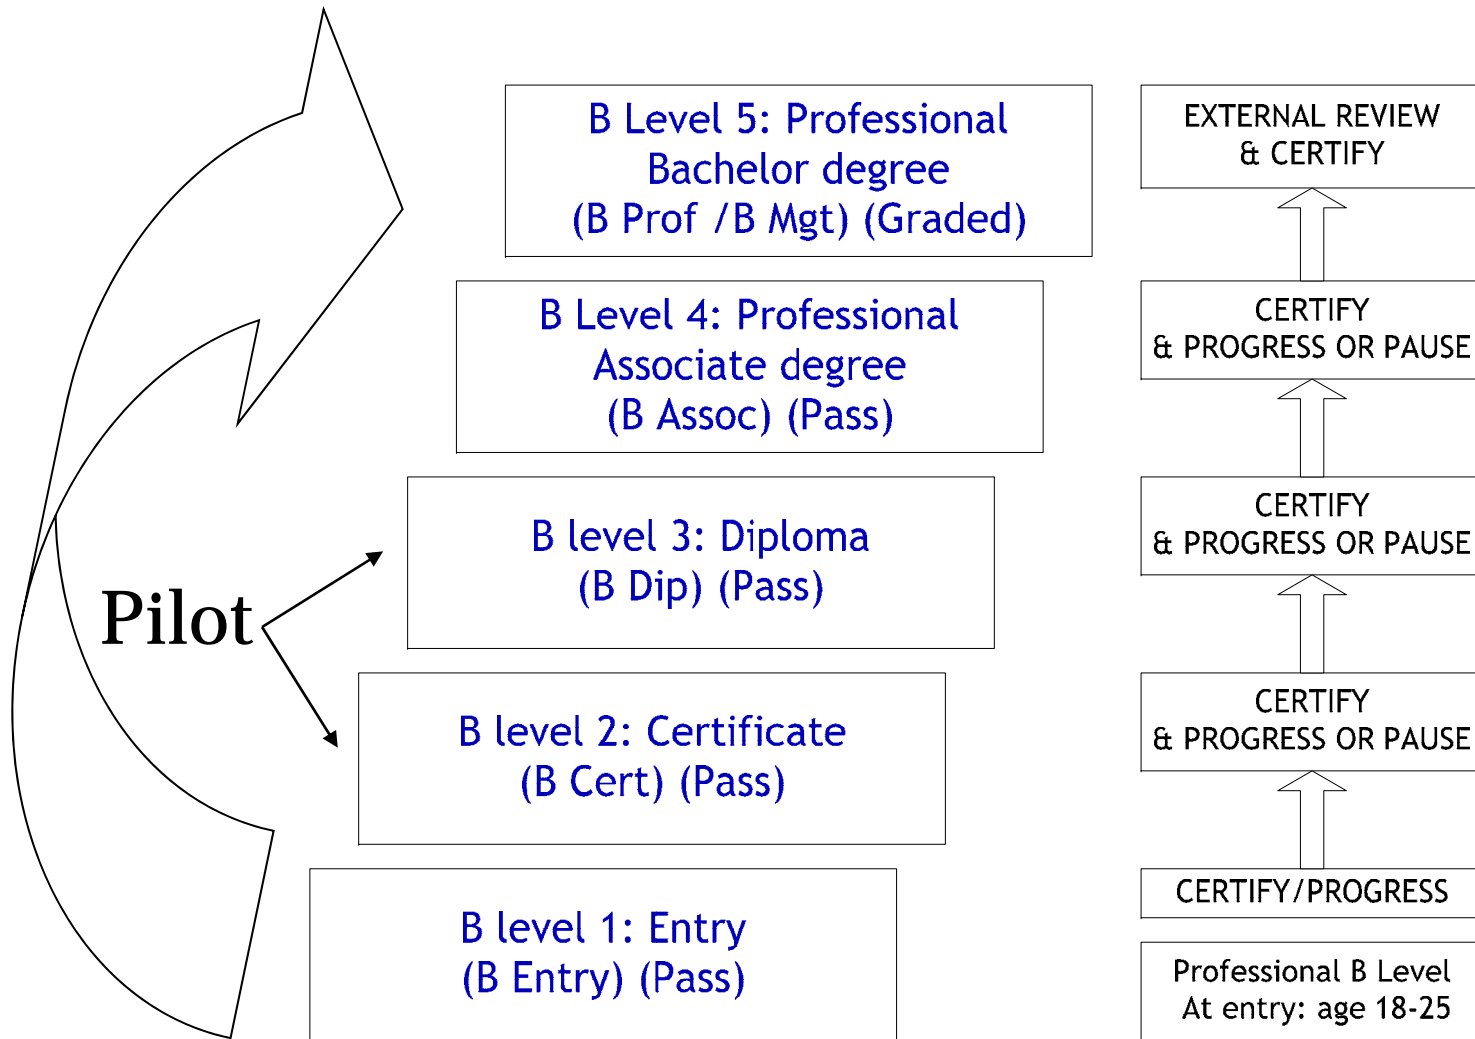 B Level 5: Professional
Bachelor degree
(B Prof /B Mgt) (Graded)
EXTERNAL REVIEW
& CERTIFY
B Level 4: Professional
Associate degree
(B Assoc) (Pass)
CERTIFY
& PROGRESS OR PAUSE
B level 3: Diploma
(B Dip) (Pass)
CERTIFY
& PROGRESS OR PAUSE
Pilot
B level 2: Certificate
(B Cert) (Pass)
CERTIFY
& PROGRESS OR PAUSE
B level 1: Entry
(B Entry) (Pass)
CERTIFY/PROGRESS
Professional B Level
At entry: age 18-25